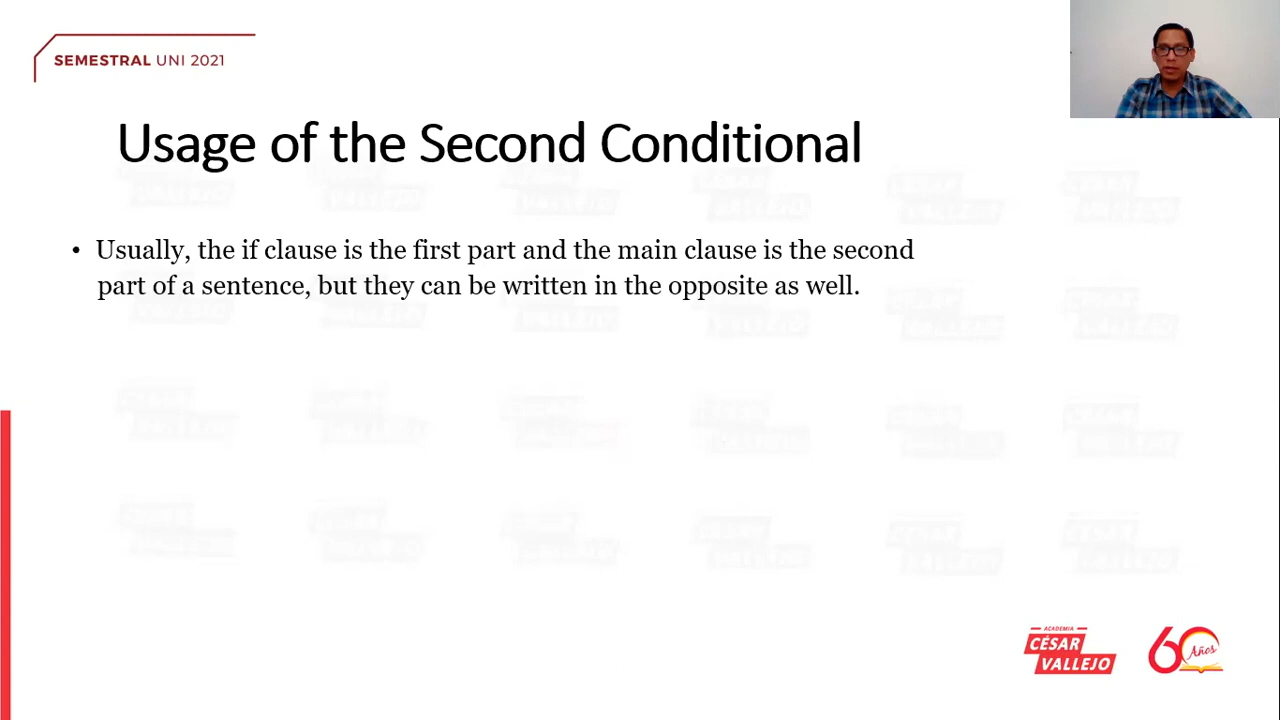 SEMESTRAL UNI 2021
Usage of the Second Conditional
• Usually, the if clause is the first part and the main clause is the second
part of a sentence, but they can be written in the opposite as well.
ACADEMIA
CÉSAR
VALLEJO
60
Años